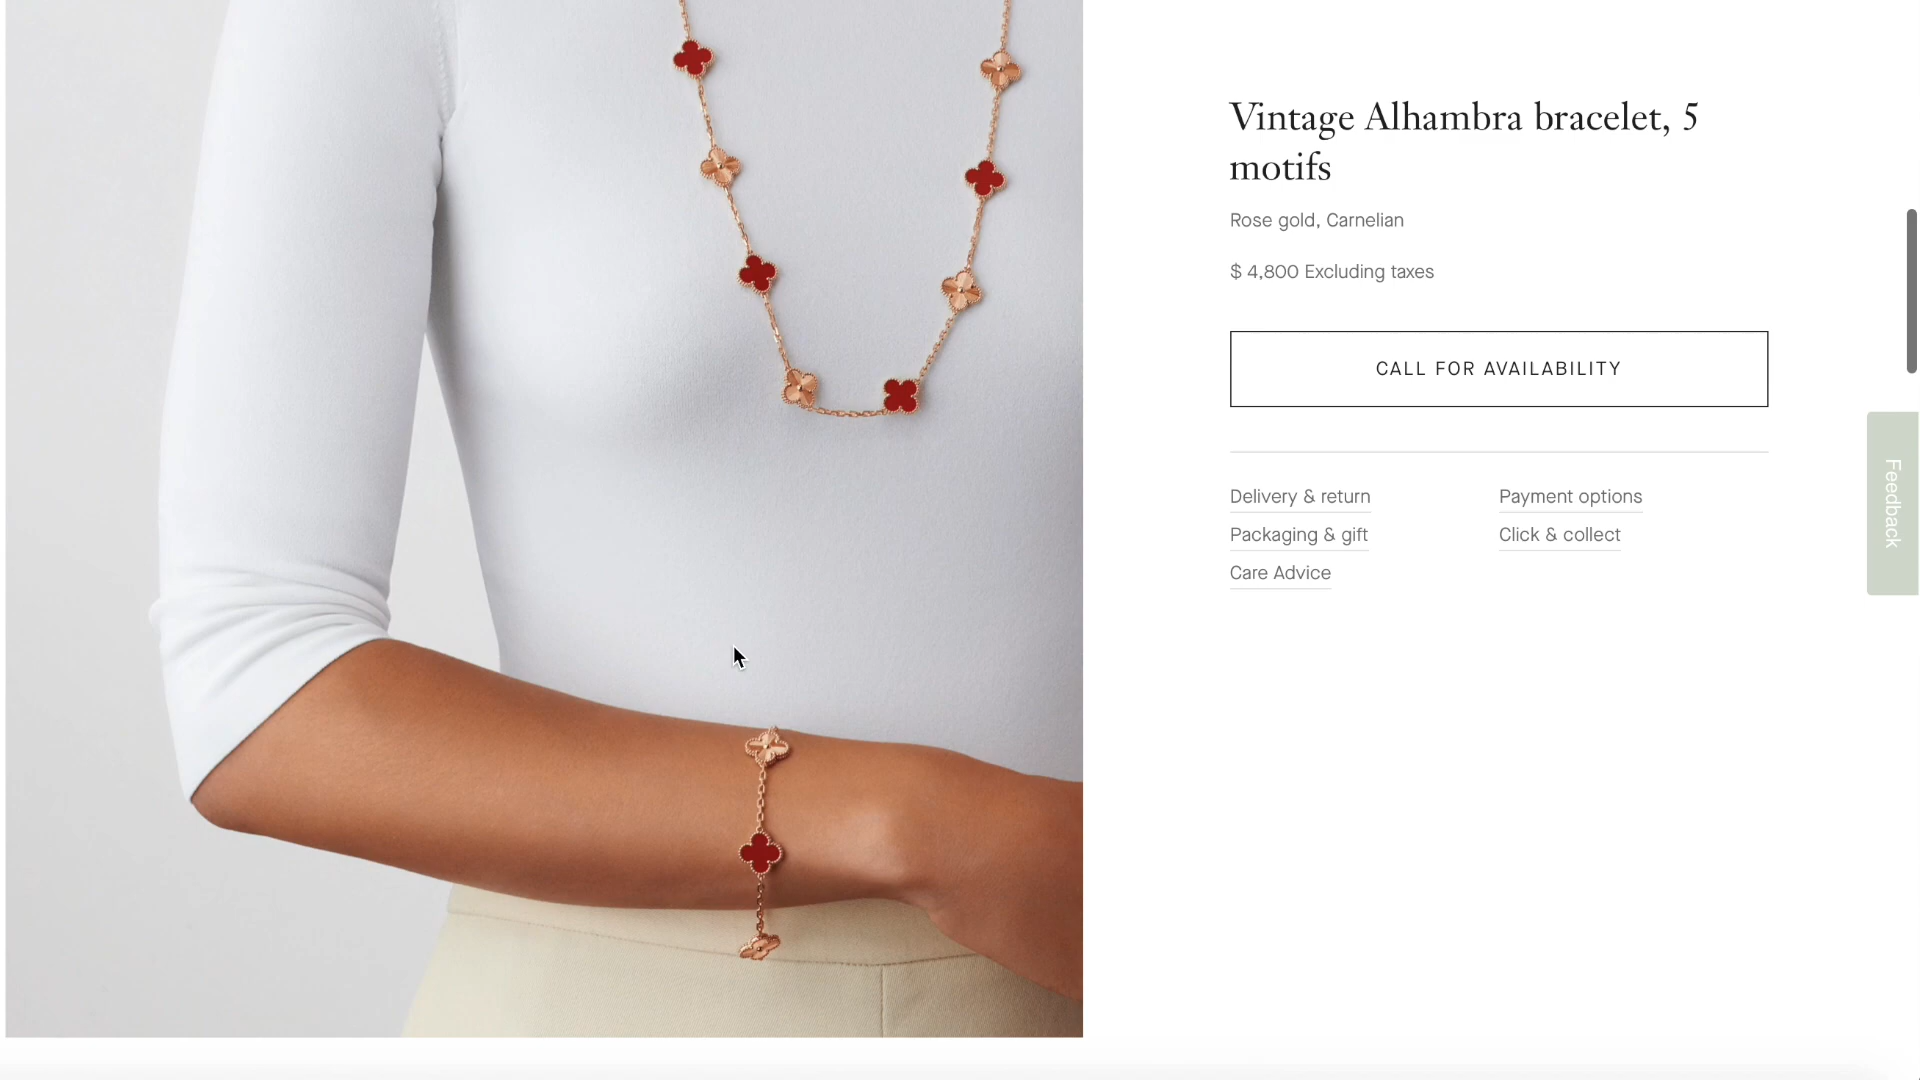 Vintage Alhambra bracelet, 5
motifs
Rose gold, Carnelian
$ 4,800 Excluding taxes
CALL FOR AVAILABILITY
Delivery & return
Payment options
Packaging & gift
Click & collect
Care Advice
Feedback